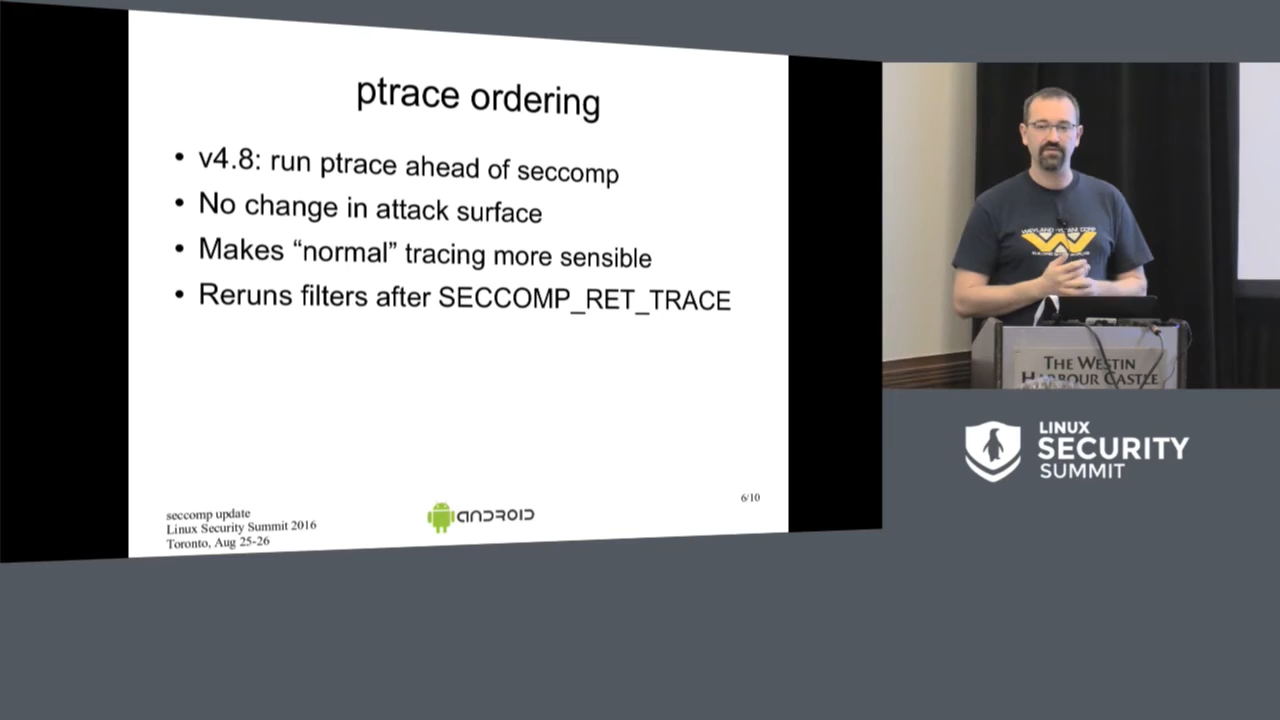 ptrace ordering
• v4.8: run ptrace ahead of seccomp
• No change in attack surface
• Makes “normal” tracing more sensible
• Reruns filters after SECCOMP_RET_TRACE
seccomp update
Linux Security Summit 2016
Toronto, Aug 25-26
ANDROID
6/10
THE WESTIN
HARBOUR CASTLE
LINUX
SECURITY
SUMMIT